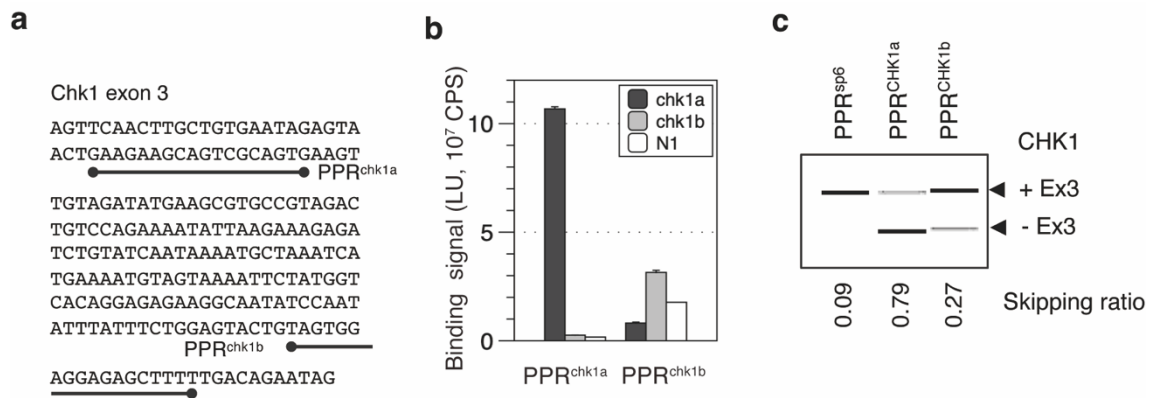 a
Chk1 exon 3
AGTTCAACTTGCTGTGAATAGAGTA
ACTGAAGAAGCAGTCGCAGTGAAGT
PPRchk1a
TGTAGATATGAAGCGTGCCGTAGAC
TGTCCAGAAAATATTAAGAAAGAGA
TCTGTATCAATAAAATGCTAAATCA
TGAAAATGTAGTAAAATTCTATGGT
CACAGGAGAGAAGGCAATATCCAAT
ATTTATTTCTGGAGTACTGTAGTGG
PPRchk1b
AGGAGAGCTTTTTGACAGAATAG
b
Binding signal (LU, 10⁷ CPS)
10
5
0
chk1a
chk1b
N1
PPRchk1a
PPRchk1b
c
PPRsp6
PPRCHK1a
PPRCHK1b
CHK1
+ Ex3
- Ex3
0.09 0.79 0.27 Skipping ratio